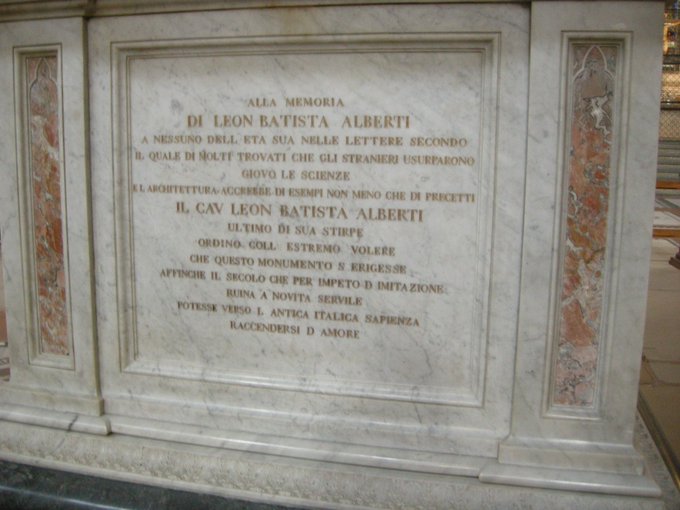 ALLA MEMORIA
DI LEON BATTISTA ALBERTI
A NESSUNO DELL ETA SUA NELLE LETTERE SECONDO
IL QUALE DI MOLTI TROVATI CHE GLI STRANIERI USURPARONO
GIOVO LE SCIENZE
E L ARCHITETTURA ACCREBBE DI ESEMPI NON MENO CHE DI PRECETTI
IL CAV LEON BATISTA ALBERTI
ULTIMO DI SUA STIRPE
ORDINO COLL ESTREMO VOLERE
CHE QUESTO MONUMENTO S ERIGESSE
AFFINCHE IL SECOLO CHE PER IMPETO D IMITAZIONE
RUINA A NOVITA SERVILE
POTESSE VERSO L ANTICA ITALICA SAPIENZA
RACCENDERSI D AMORE